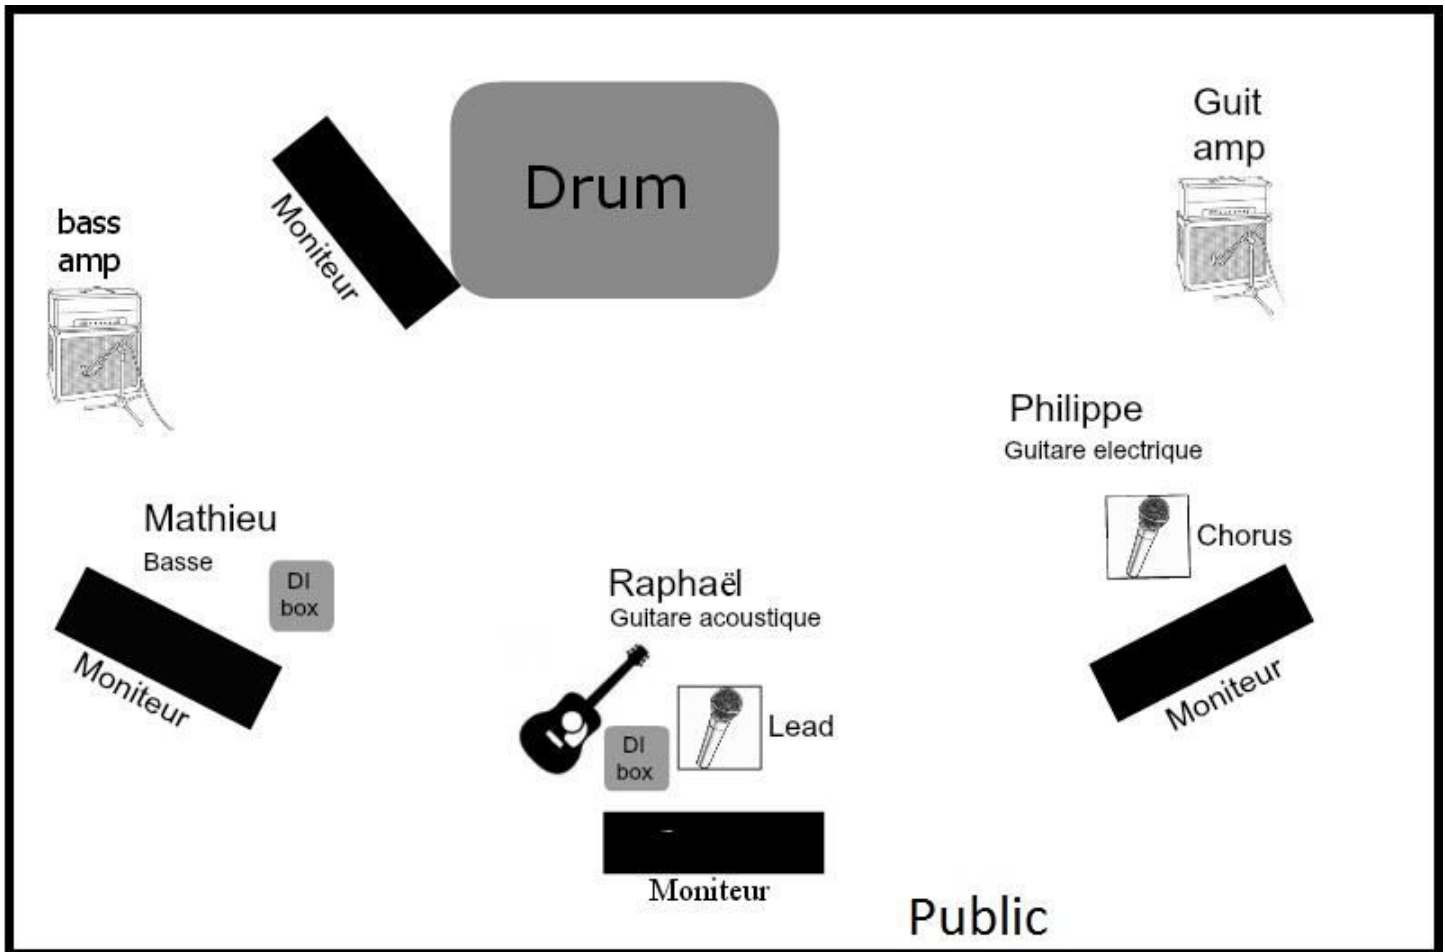 Guit
amp
Drum
Moniteur
bass
amp
Philippe
Guitare electrique
Mathieu
Basse
DI
box
Chorus
Raphaël
Guitare acoustique
Moniteur
Moniteur
Lead
DI
box
Moniteur
Public